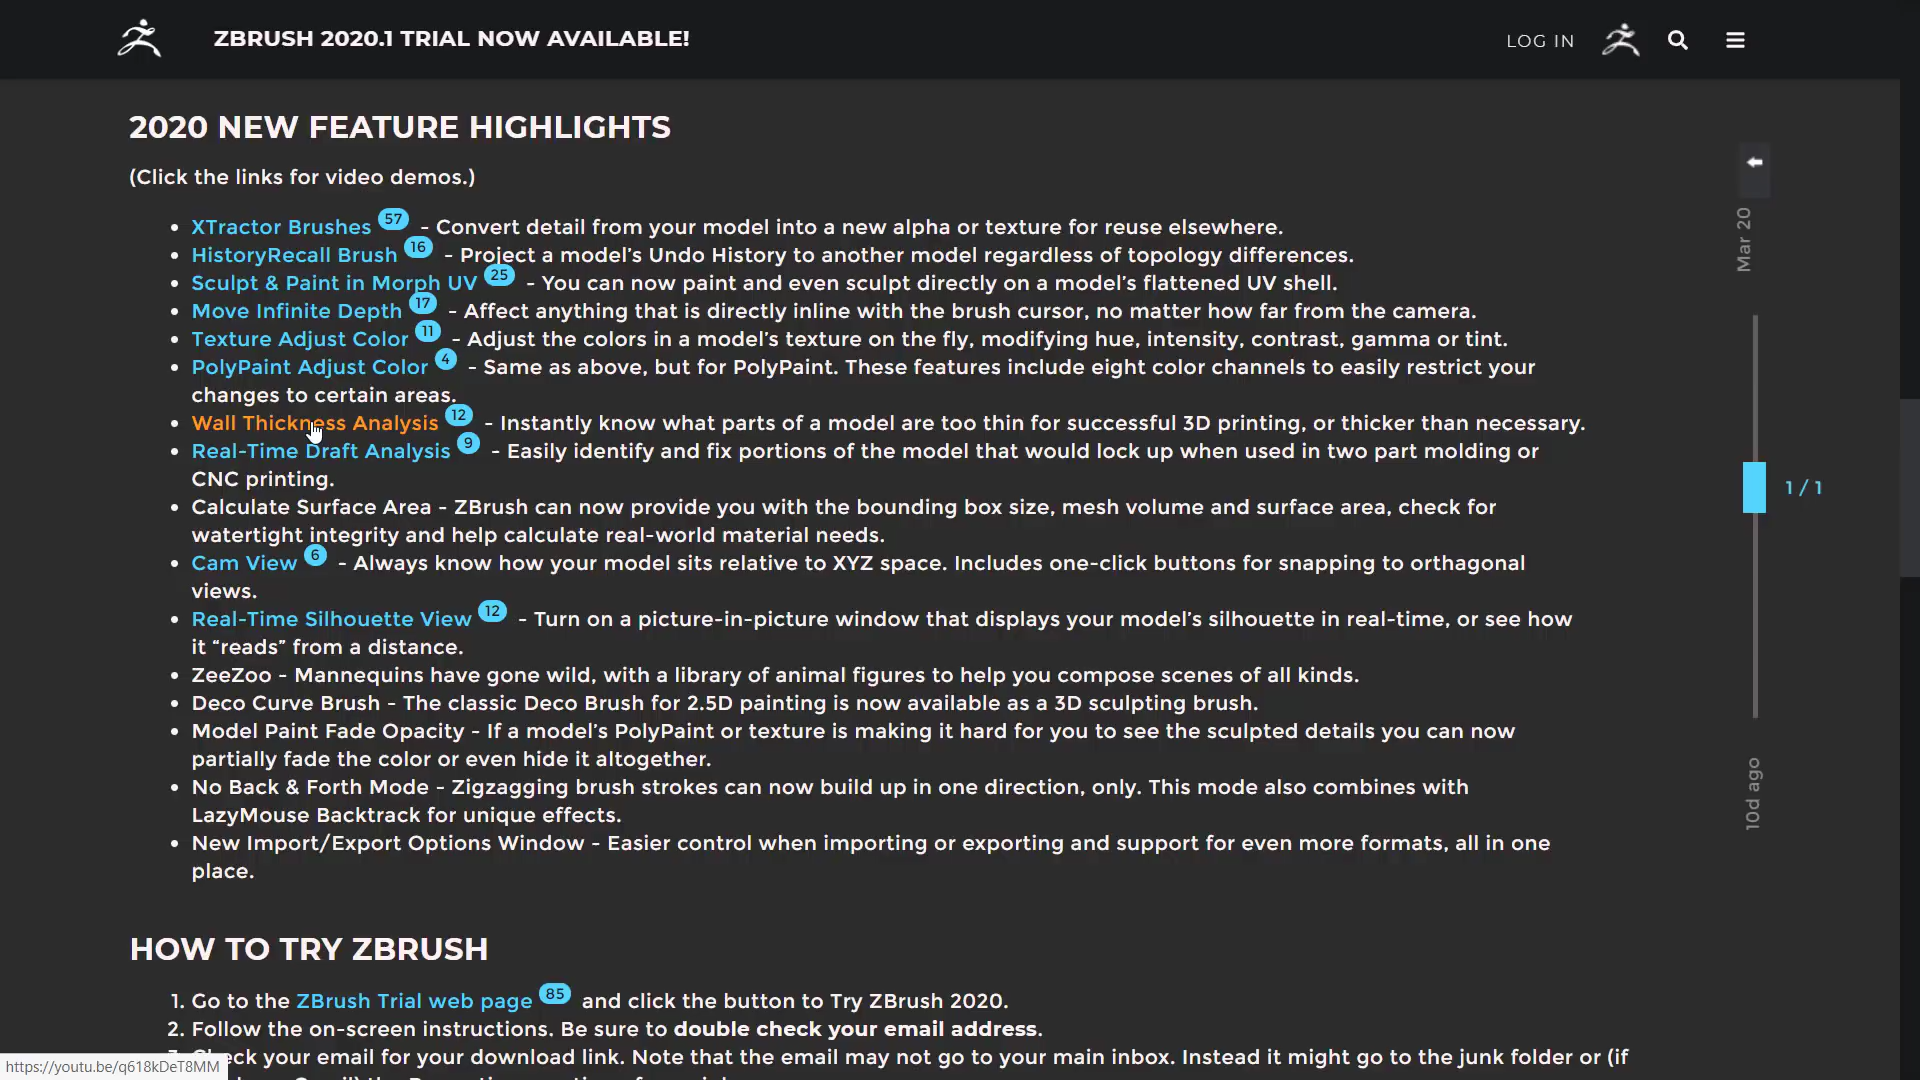 ZBRUSH 2020.1 TRIAL NOW AVAILABLE!
LOG IN
2020 NEW FEATURE HIGHLIGHTS
(Click the links for video demos.)
• XTractor Brushes 57 - Convert detail from your model into a new alpha or texture for reuse elsewhere.
• HistoryRecall Brush 16 - Project a model’s Undo History to another model regardless of topology differences.
• Sculpt & Paint in Morph UV 25 - You can now paint and even sculpt directly on a model’s flattened UV shell.
• Move Infinite Depth 17 - Affect anything that is directly inline with the brush cursor, no matter how far from the camera.
• Texture Adjust Color 11 - Adjust the colors in a model’s texture on the fly, modifying hue, intensity, contrast, gamma or tint.
• PolyPaint Adjust Color 4 - Same as above, but for PolyPaint. These features include eight color channels to easily restrict your
changes to certain areas.
• Wall Thickness Analysis 12 - Instantly know what parts of a model are too thin for successful 3D printing, or thicker than necessary.
• Real-Time Draft Analysis 9 - Easily identify and fix portions of the model that would lock up when used in two part molding or
CNC printing.
• Calculate Surface Area - ZBrush can now provide you with the bounding box size, mesh volume and surface area, check for
watertight integrity and help calculate real-world material needs.
• Cam View 6 - Always know how your model sits relative to XYZ space. Includes one-click buttons for snapping to orthagonal
views.
• Real-Time Silhouette View 12 - Turn on a picture-in-picture window that displays your model’s silhouette in real-time, or see how
it “reads” from a distance.
• ZeeZoo - Mannequins have gone wild, with a library of animal figures to help you compose scenes of all kinds.
• Deco Curve Brush - The classic Deco Brush for 2.5D painting is now available as a 3D sculpting brush.
• Model Paint Fade Opacity - If a model’s PolyPaint or texture is making it hard for you to see the sculpted details you can now
partially fade the color or even hide it altogether.
• No Back & Forth Mode - Zigzagging brush strokes can now build up in one direction, only. This mode also combines with
LazyMouse Backtrack for unique effects.
• New Import/Export Options Window - Easier control when importing or exporting and support for even more formats, all in one
place.
HOW TO TRY ZBRUSH
1. Go to the ZBrush Trial web page 85 and click the button to Try ZBrush 2020.
2. Follow the on-screen instructions. Be sure to double check your email address.
Check your email for your download link. Note that the email may not go to your main inbox. Instead it might go to the junk folder or (if
https://youtu.be/q618kDeT8MM
Mar 20
1 / 1
10d ago